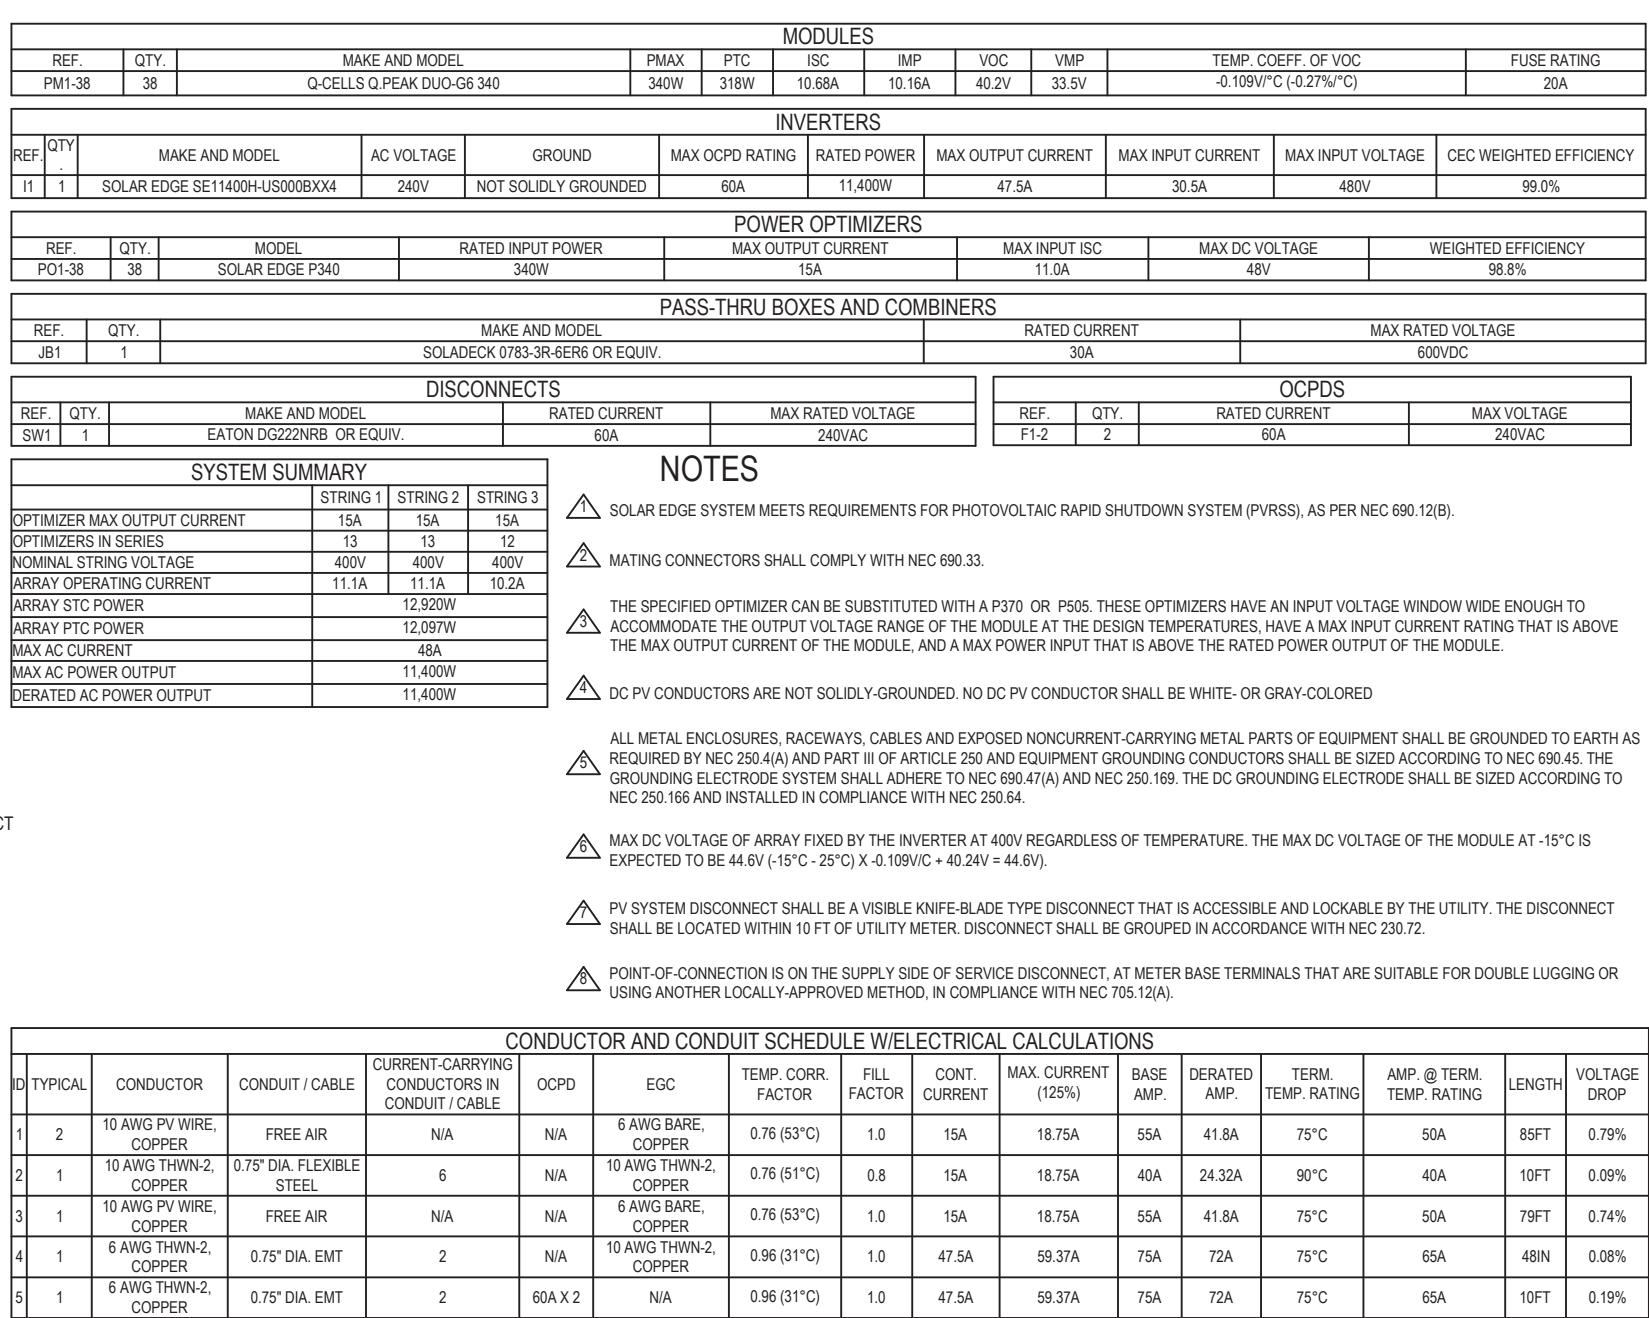 MODULES
REF. QTY. MAKE AND MODEL PMAX PTC ISC IMP VOC VMP TEMP. COEFF. OF VOC FUSE RATING
PM1-38 38 Q-CELLS Q.PEAK DUO-G6 340 340W 318W 10.68A 10.16A 40.2V 33.5V -0.109V/°C (-0.27%/°C) 20A
INVERTERS
REF. QTY. MAKE AND MODEL AC VOLTAGE GROUND MAX OCPD RATING RATED POWER MAX OUTPUT CURRENT MAX INPUT CURRENT MAX INPUT VOLTAGE CEC WEIGHTED EFFICIENCY
I1 1 SOLAR EDGE SE11400H-US000BXX4 240V NOT SOLIDLY GROUNDED 60A 11,400W 47.5A 30.5A 480V 99.0%
POWER OPTIMIZERS
REF. QTY. MODEL RATED INPUT POWER MAX OUTPUT CURRENT MAX INPUT ISC MAX DC VOLTAGE WEIGHTED EFFICIENCY
PO1-38 38 SOLAR EDGE P340 340W 15A 11.0A 48V 98.8%
PASS-THRU BOXES AND COMBINERS
REF. QTY. MAKE AND MODEL RATED CURRENT MAX RATED VOLTAGE
JB1 1 SOLADECK 0783-3R-6ER6 OR EQUIV. 30A 600VDC
DISCONNECTS
REF. QTY. MAKE AND MODEL RATED CURRENT MAX RATED VOLTAGE
SW1 1 EATON DG222NRB OR EQUIV. 60A 240VAC
OCPDS
REF. QTY. RATED CURRENT MAX VOLTAGE
F1-2 2 60A 240VAC
SYSTEM SUMMARY
STRING 1 STRING 2 STRING 3
OPTIMIZER MAX OUTPUT CURRENT 15A 15A 15A
OPTIMIZERS IN SERIES 13 13 12
NOMINAL STRING VOLTAGE 400V 400V 400V
ARRAY OPERATING CURRENT 11.1A 11.1A 10.2A
ARRAY STC POWER 12,920W
ARRAY PTC POWER 12,097W
MAX AC CURRENT 48A
MAX AC POWER OUTPUT 11,400W
DERATED AC POWER OUTPUT 11,400W
CT
NOTES
1 SOLAR EDGE SYSTEM MEETS REQUIREMENTS FOR PHOTOVOLTAIC RAPID SHUTDOWN SYSTEM (PVRSS), AS PER NEC 690.12(B).
2 MATING CONNECTORS SHALL COMPLY WITH NEC 690.33.
3 THE SPECIFIED OPTIMIZER CAN BE SUBSTITUTED WITH A P370 OR P505. THESE OPTIMIZERS HAVE AN INPUT VOLTAGE WINDOW WIDE ENOUGH TO
ACCOMMODATE THE OUTPUT VOLTAGE RANGE OF THE MODULE AT THE DESIGN TEMPERATURES, HAVE A MAX INPUT CURRENT RATING THAT IS ABOVE
THE MAX OUTPUT CURRENT OF THE MODULE, AND A MAX POWER INPUT THAT IS ABOVE THE RATED POWER OUTPUT OF THE MODULE.
4 DC PV CONDUCTORS ARE NOT SOLIDLY-GROUNDED. NO DC PV CONDUCTOR SHALL BE WHITE- OR GRAY-COLORED
5 ALL METAL ENCLOSURES, RACEWAYS, CABLES AND EXPOSED NONCURRENT-CARRYING METAL PARTS OF EQUIPMENT SHALL BE GROUNDED TO EARTH AS
REQUIRED BY NEC 250.4(A) AND PART III OF ARTICLE 250 AND EQUIPMENT GROUNDING CONDUCTORS SHALL BE SIZED ACCORDING TO NEC 690.45. THE
GROUNDING ELECTRODE SYSTEM SHALL ADHERE TO NEC 690.47(A) AND NEC 250.169. THE DC GROUNDING ELECTRODE SHALL BE SIZED ACCORDING TO
NEC 250.166 AND INSTALLED IN COMPLIANCE WITH NEC 250.64.
6 MAX DC VOLTAGE OF ARRAY FIXED BY THE INVERTER AT 400V REGARDLESS OF TEMPERATURE. THE MAX DC VOLTAGE OF THE MODULE AT -15°C IS
EXPECTED TO BE 44.6V (-15°C - 25°C) X -0.109V/C + 40.24V = 44.6V).
7 PV SYSTEM DISCONNECT SHALL BE A VISIBLE KNIFE-BLADE TYPE DISCONNECT THAT IS ACCESSIBLE AND LOCKABLE BY THE UTILITY. THE DISCONNECT
SHALL BE LOCATED WITHIN 10 FT OF UTILITY METER. DISCONNECT SHALL BE GROUPED IN ACCORDANCE WITH NEC 230.72.
8 POINT-OF-CONNECTION IS ON THE SUPPLY SIDE OF SERVICE DISCONNECT, AT METER BASE TERMINALS THAT ARE SUITABLE FOR DOUBLE LUGGING OR
USING ANOTHER LOCALLY-APPROVED METHOD, IN COMPLIANCE WITH NEC 705.12(A).
CONDUCTOR AND CONDUIT SCHEDULE W/ELECTRICAL CALCULATIONS
ID TYPICAL CONDUCTOR CONDUIT / CABLE CURRENT-CARRYING CONDUCTORS IN CONDUIT / CABLE OCPD EGC TEMP. CORR. FACTOR FILL FACTOR CONT. CURRENT MAX. CURRENT (125%) BASE AMP. DERATED AMP. TERM. TEMP. RATING AMP. @ TERM. TEMP. RATING LENGTH VOLTAGE DROP
1 2 10 AWG PV WIRE, COPPER FREE AIR N/A N/A 6 AWG BARE, COPPER 0.76 (53°C) 1.0 15A 18.75A 55A 41.8A 75°C 50A 85FT 0.79%
2 1 10 AWG THWN-2, COPPER 0.75" DIA. FLEXIBLE STEEL 6 N/A 10 AWG THWN-2, COPPER 0.76 (51°C) 0.8 15A 18.75A 40A 24.32A 90°C 40A 10FT 0.09%
3 1 10 AWG PV WIRE, COPPER FREE AIR N/A N/A 6 AWG BARE, COPPER 0.76 (53°C) 1.0 15A 18.75A 55A 41.8A 75°C 50A 79FT 0.74%
4 1 6 AWG THWN-2, COPPER 0.75" DIA. EMT 2 N/A 10 AWG THWN-2, COPPER 0.96 (31°C) 1.0 47.5A 59.37A 75A 72A 75°C 65A 48IN 0.08%
5 1 6 AWG THWN-2, COPPER 0.75" DIA. EMT 2 60A X 2 N/A 0.96 (31°C) 1.0 47.5A 59.37A 75A 72A 75°C 65A 10FT 0.19%